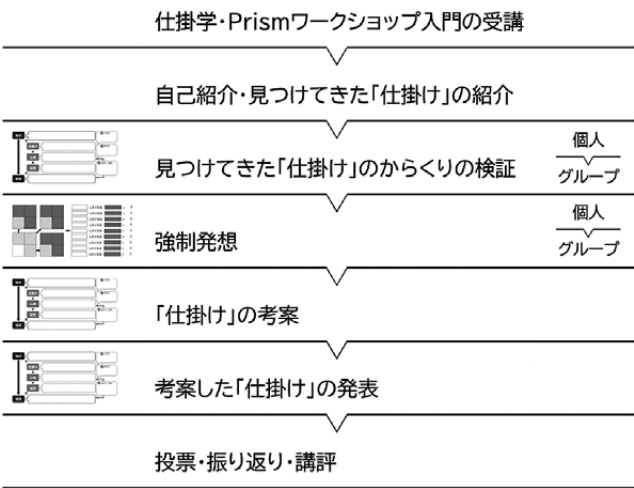 仕掛学・Prismワークショップ入門の受講
自己紹介・見つけてきた「仕掛け」の紹介
見つけてきた「仕掛け」のからくりの検証
個人
グループ
強制発想
個人
グループ
「仕掛け」の考案
考案した「仕掛け」の発表
投票・振り返り・講評